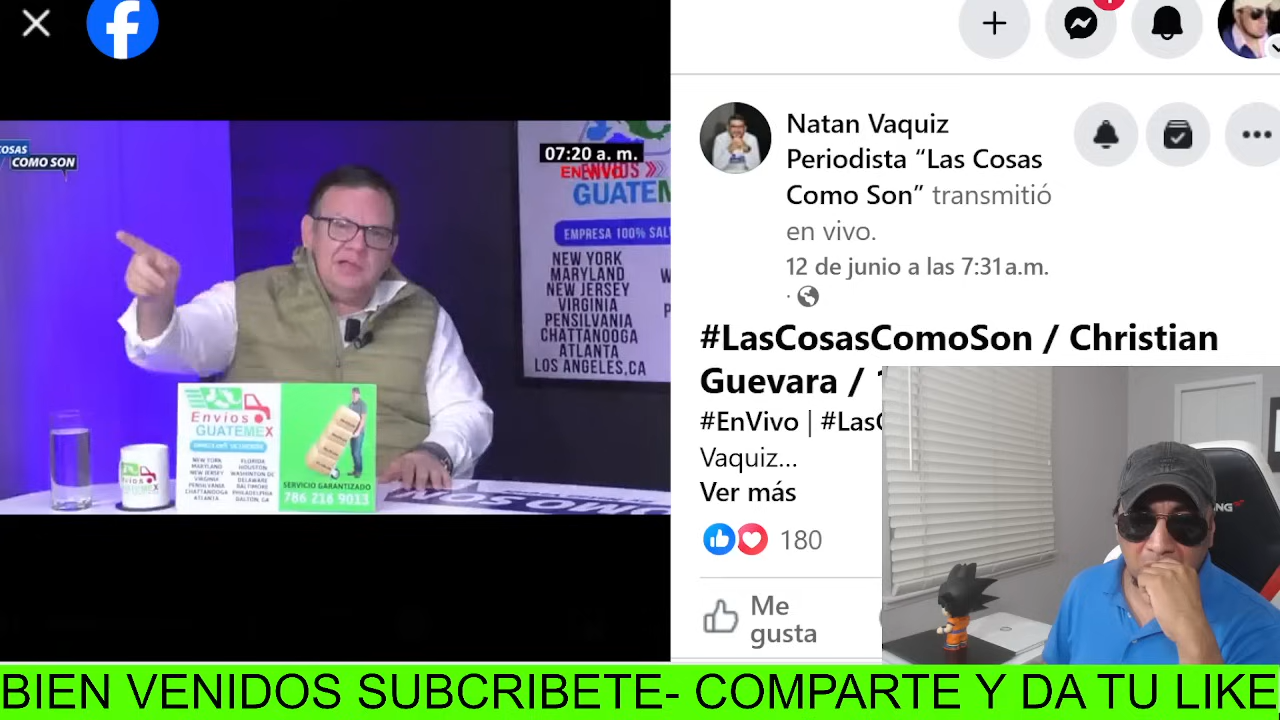 COSAS
COMO SON
07:20 a. m.
EN VIVO
GUATEM
EMPRESA 100% SAL
NEW YORK
MARYLAND
NEW JERSEY
VIRGINIA
PENSILVANIA
CHATTANOOGA
ATLANTA
LOS ANGELES,CA
Envios
GUATEMEX
NEW YORK
MARYLAND
NEW JERSEY
VIRGINIA
PENSILVANIA
CHATTANOOGA
ATLANTA
FLORIDA
HOUSTON
WASHINTON DC
DELAWARE
BALTIMORE
PHILADELPHIA
DALTON, GA
SERVICIO GARANTIZADO
786 216 9013
Natan Vaquiz
Periodista “Las Cosas
Como Son” transmitió
en vivo.
12 de junio a las 7:31 a.m.
#LasCosasComoSon / Christian
Guevara /
#EnVivo | #LasC
Vaquiz...
Ver más
180
Me
gusta
BIEN VENIDOS SUBCRIBETE- COMPARTE Y DA TU LIKE